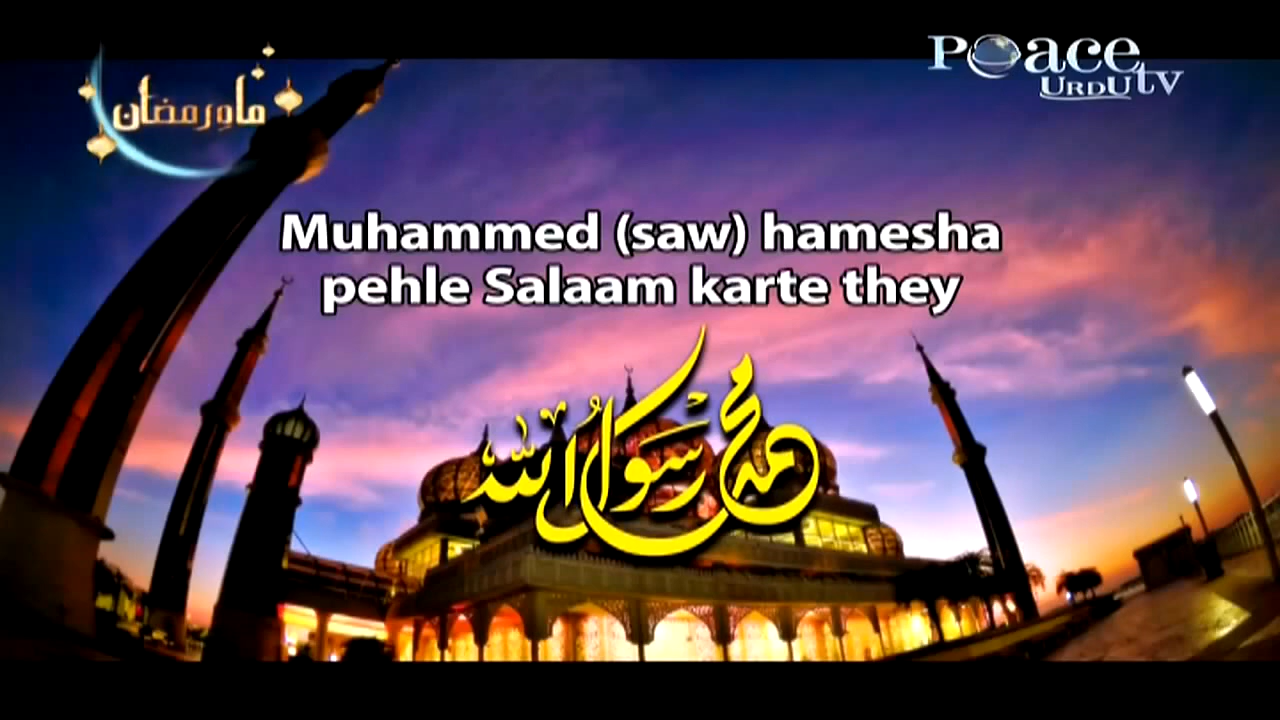 ماہِ رمضان
Peace
URDU TV
Muhammed (saw) hamesha
pehle Salaam karte they
محمد رسول الله